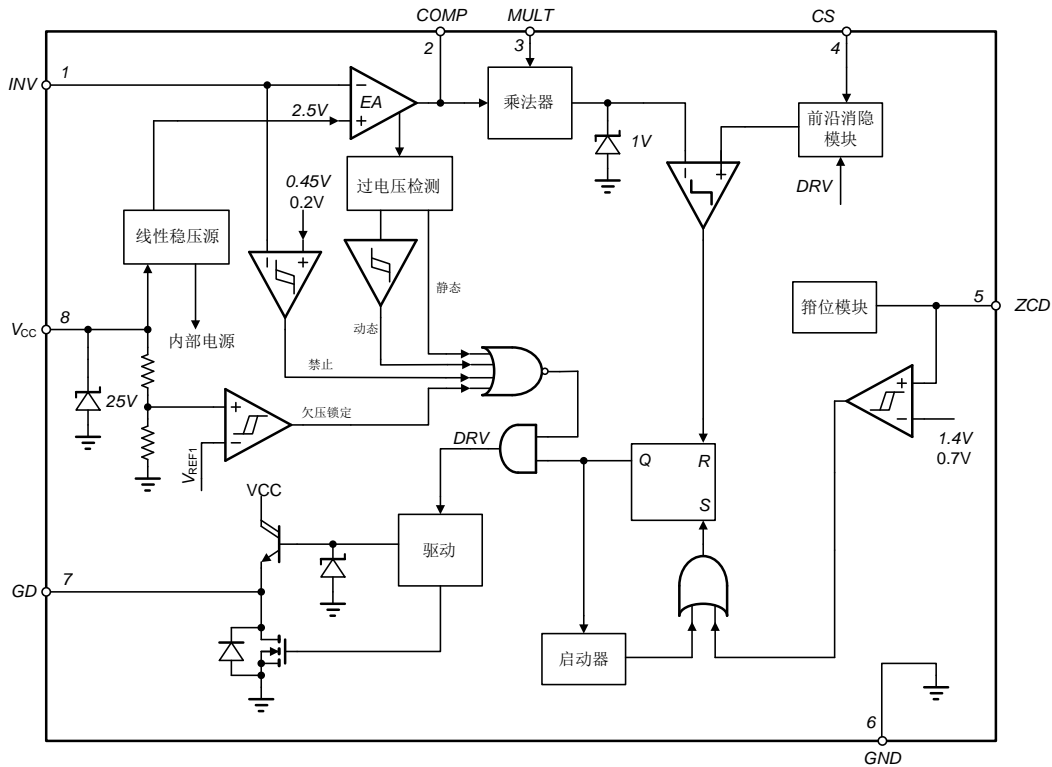 COMP MULT CS
2 3 4
INV 1
EA
2.5V
乘法器
前沿消隐
模块
1V
DRV
过电压检测
0.45V
0.2V
线性稳压源
静态
动态
箝位模块
5 ZCD
VCC 8
内部电源
禁止
25V
欠压锁定
VREF1
1.4V
0.7V
DRV
Q R
S
VCC
驱动
GD 7
启动器
6
GND